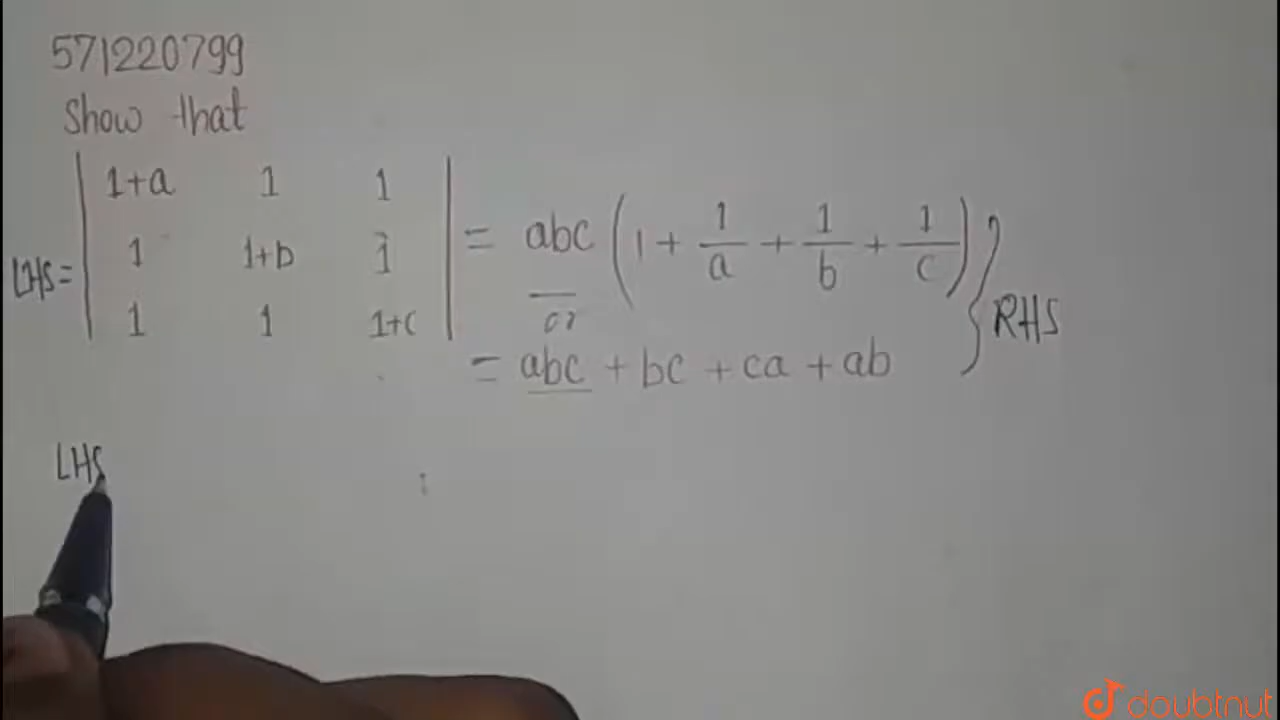 571220799
Show that
LHS = | 1+a 1 1 | = abc (1 + 1/a + 1/b + 1/c)
| 1 1+b 1 |
| 1 1 1+c |
or
= abc + bc + ca + ab
} RHS
LHS
doubtnut